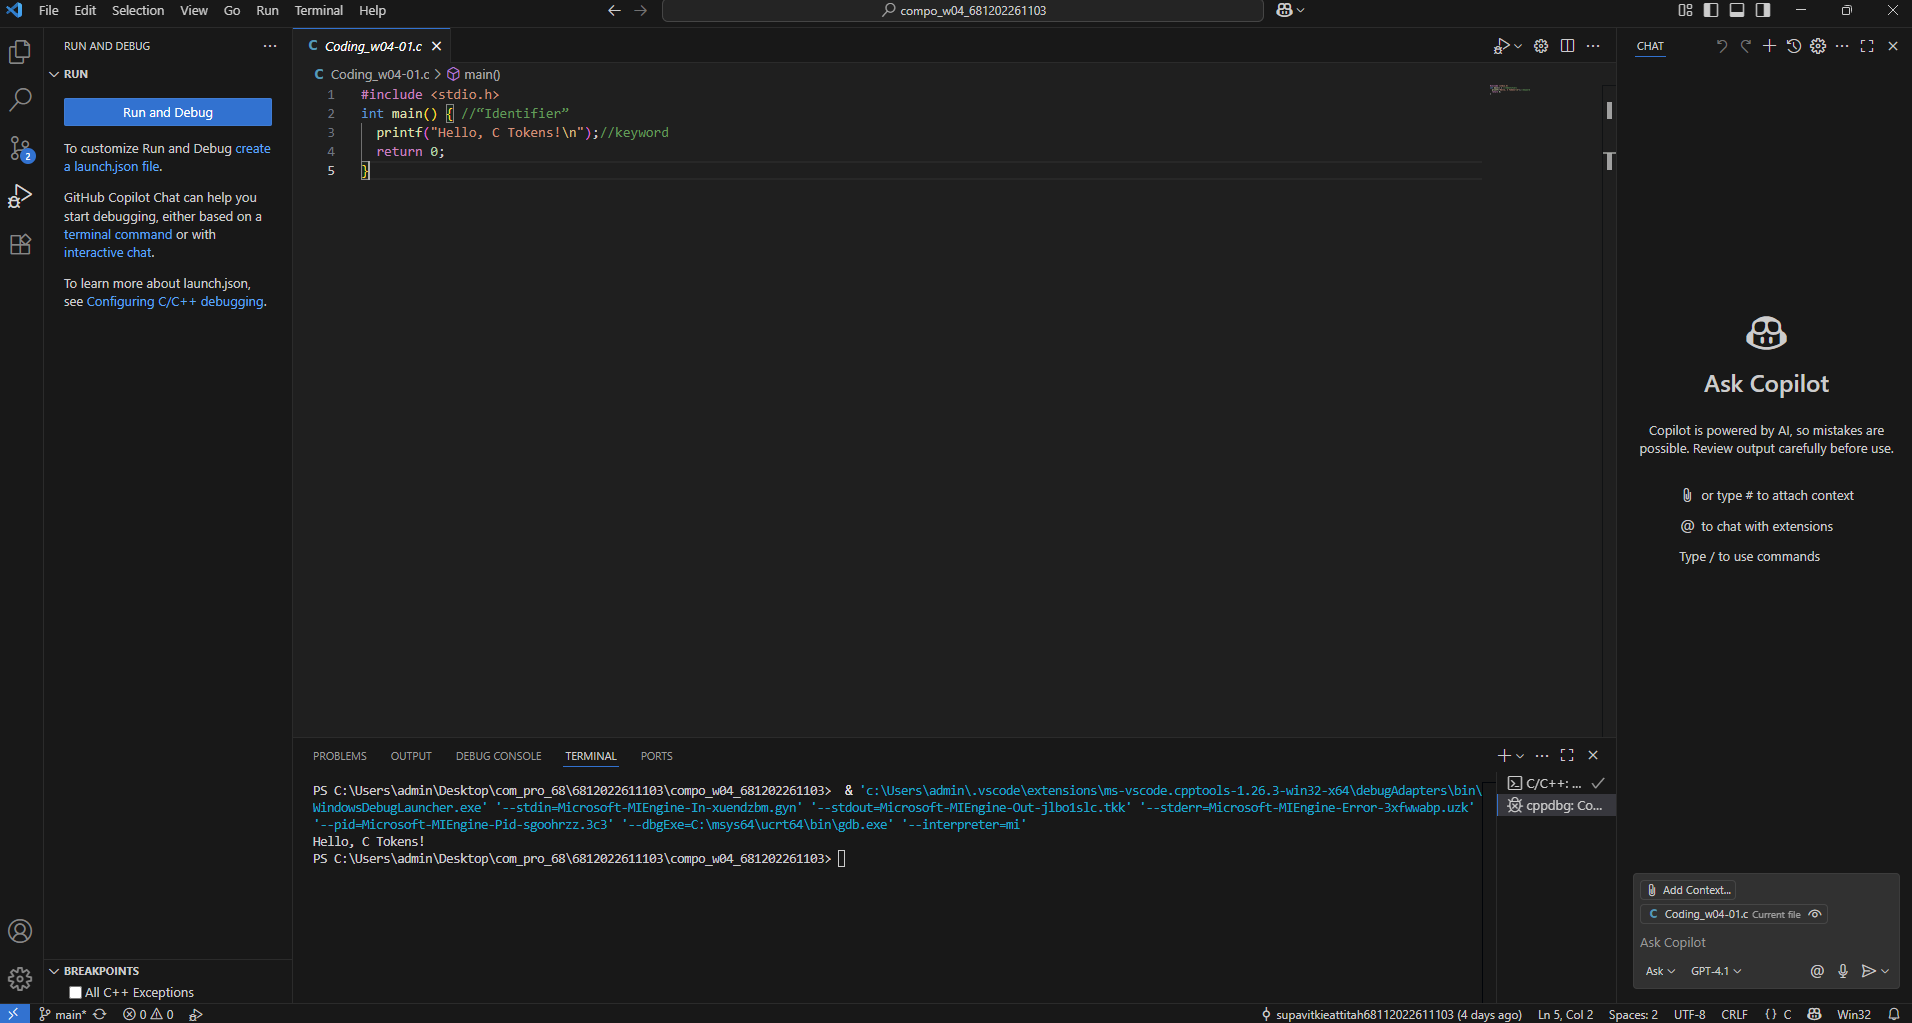 File Edit Selection View Go Run Terminal Help
compo_w04_681202261103
RUN AND DEBUG
RUN
Run and Debug
To customize Run and Debug create
a launch.json file.
GitHub Copilot Chat can help you
start debugging, either based on a
terminal command or with
interactive chat.
To learn more about launch.json,
see Configuring C/C++ debugging.
BREAKPOINTS
All C++ Exceptions
C Coding_w04-01.c
C Coding_w04-01.c > main()
1 #include <stdio.h>
2 int main() { //“Identifier”
3 printf("Hello, C Tokens!\n");//keyword
4 return 0;
5 }
PROBLEMS OUTPUT DEBUG CONSOLE TERMINAL PORTS
PS C:\Users\admin\Desktop\com_pro_68\6812022611103\compo_w04_681202261103> & 'c:\Users\admin\.vscode\extensions\ms-vscode.cpptools-1.26.3-win32-x64\debugAdapters\bin\
WindowsDebugLauncher.exe' '--stdin=Microsoft-MIEngine-In-xuendzbm.gyn' '--stdout=Microsoft-MIEngine-Out-jlbo1slc.tkk' '--stderr=Microsoft-MIEngine-Error-3xfwwabp.uzk'
'--pid=Microsoft-MIEngine-Pid-sgoohrzz.3c3' '--dbgExe=C:\msys64\ucrt64\bin\gdb.exe' '--interpreter=mi'
Hello, C Tokens!
PS C:\Users\admin\Desktop\com_pro_68\6812022611103\compo_w04_681202261103>
C/C++: ...
cppdbg: Co...
CHAT
Ask Copilot
Copilot is powered by AI, so mistakes are
possible. Review output carefully before use.
or type # to attach context
@ to chat with extensions
Type / to use commands
Add Context...
C Coding_w04-01.c Current file
Ask Copilot
Ask GPT-4.1 @
2
main* 0 0
supavitkieattitah68112022611103 (4 days ago) Ln 5, Col 2 Spaces: 2 UTF-8 CRLF {} C Win32